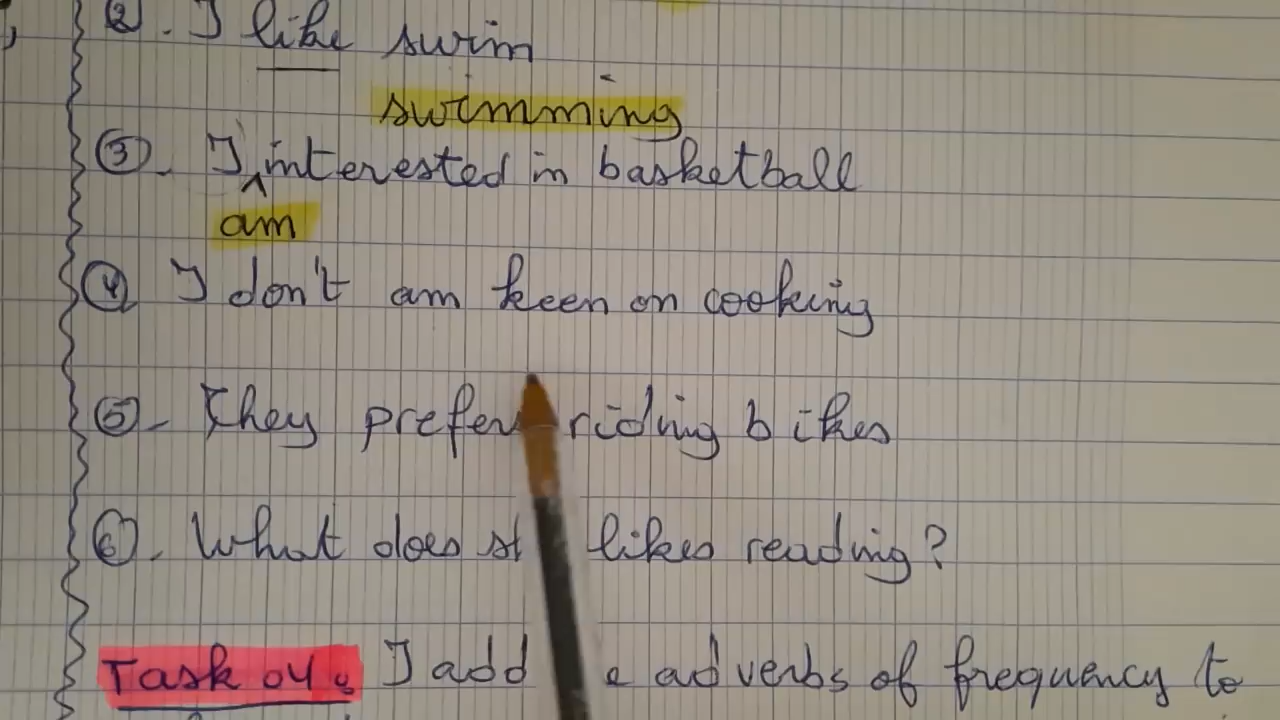 2. I like swim
swimming
3. I interested in basketball
am
4 I don't am keen on cooking
5. They prefer riding bikes
6. What does likes reading?
Task 04: I add adverbs of frequency to